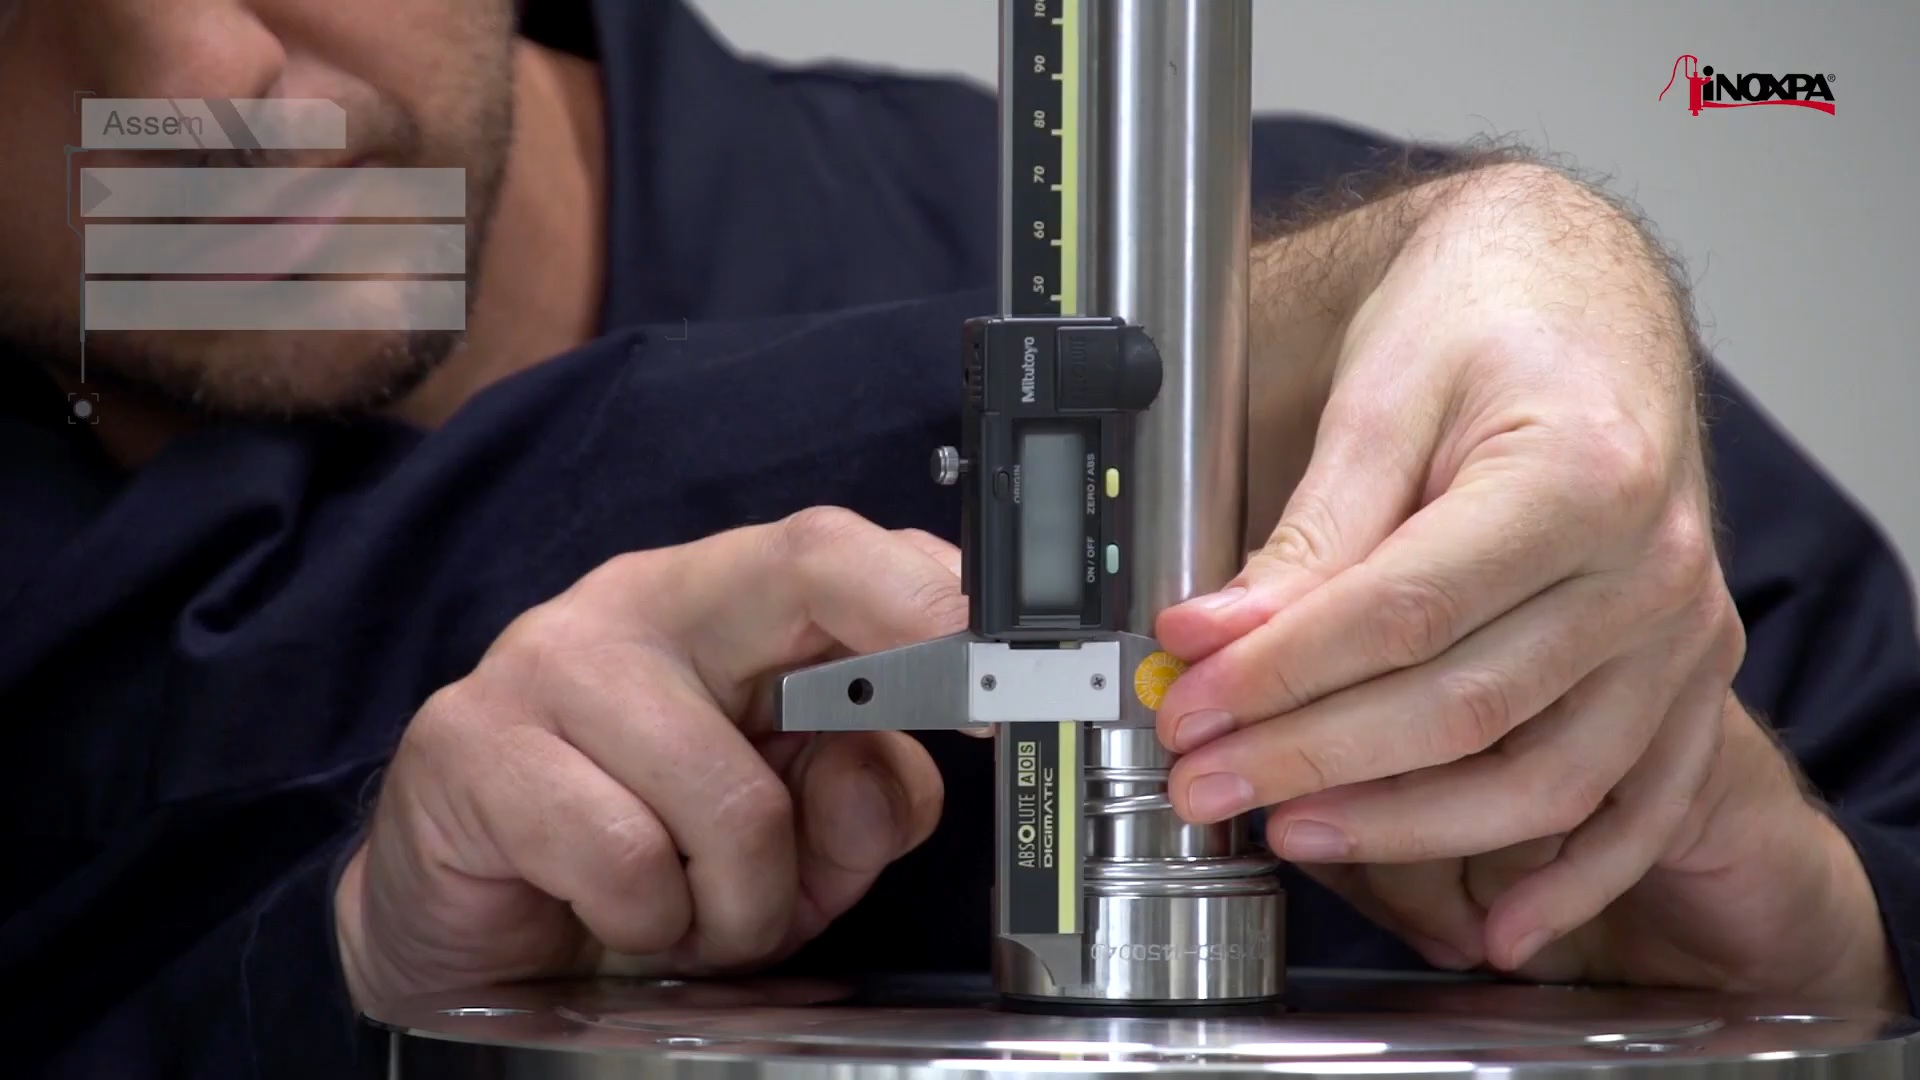 Assem
iNOXPA®
100
90
80
70
60
50
Mitutoyo
ORIGIN
ZERO / ABS
ON / OFF
ABSOLUTE AOS
DIGIMATIC